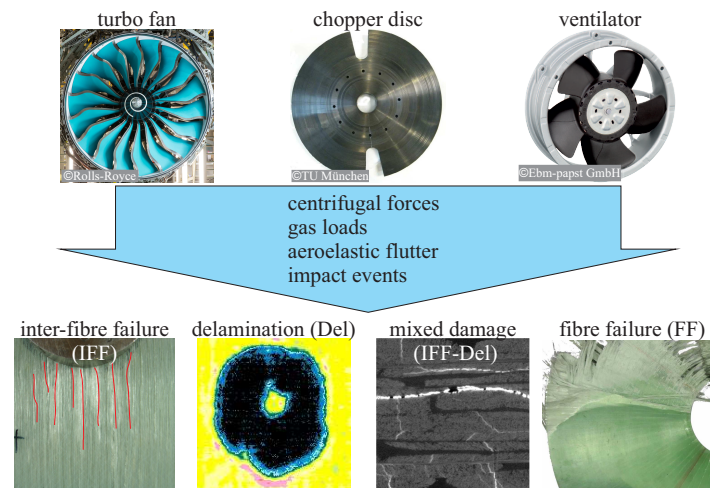 turbo fan
chopper disc
ventilator
©Rolls-Royce
©TU München
©Ebm-papst GmbH
centrifugal forces
gas loads
aeroelastic flutter
impact events
inter-fibre failure
(IFF)
delamination (Del)
mixed damage
(IFF-Del)
fibre failure (FF)